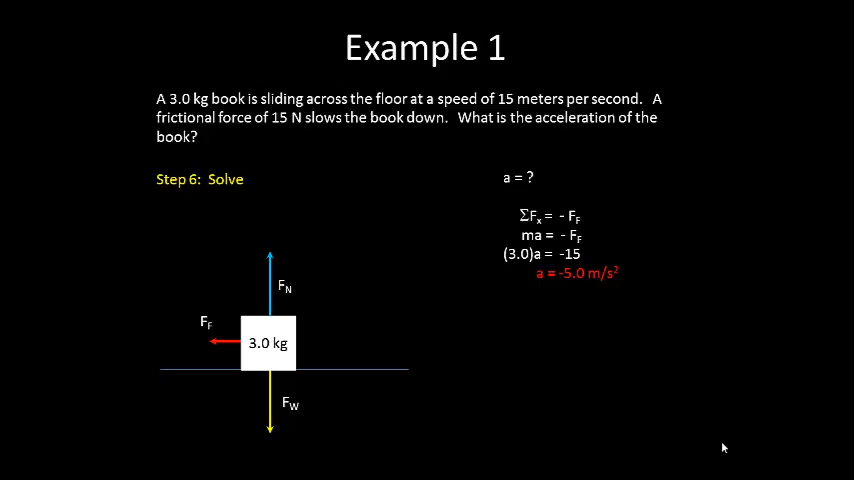 Example 1
A 3.0 kg book is sliding across the floor at a speed of 15 meters per second. A
frictional force of 15 N slows the book down. What is the acceleration of the
book?
Step 6: Solve
a = ?
ΣFx = - FF
ma = - FF
(3.0)a = -15
a = -5.0 m/s²
FN
FF
3.0 kg
FW